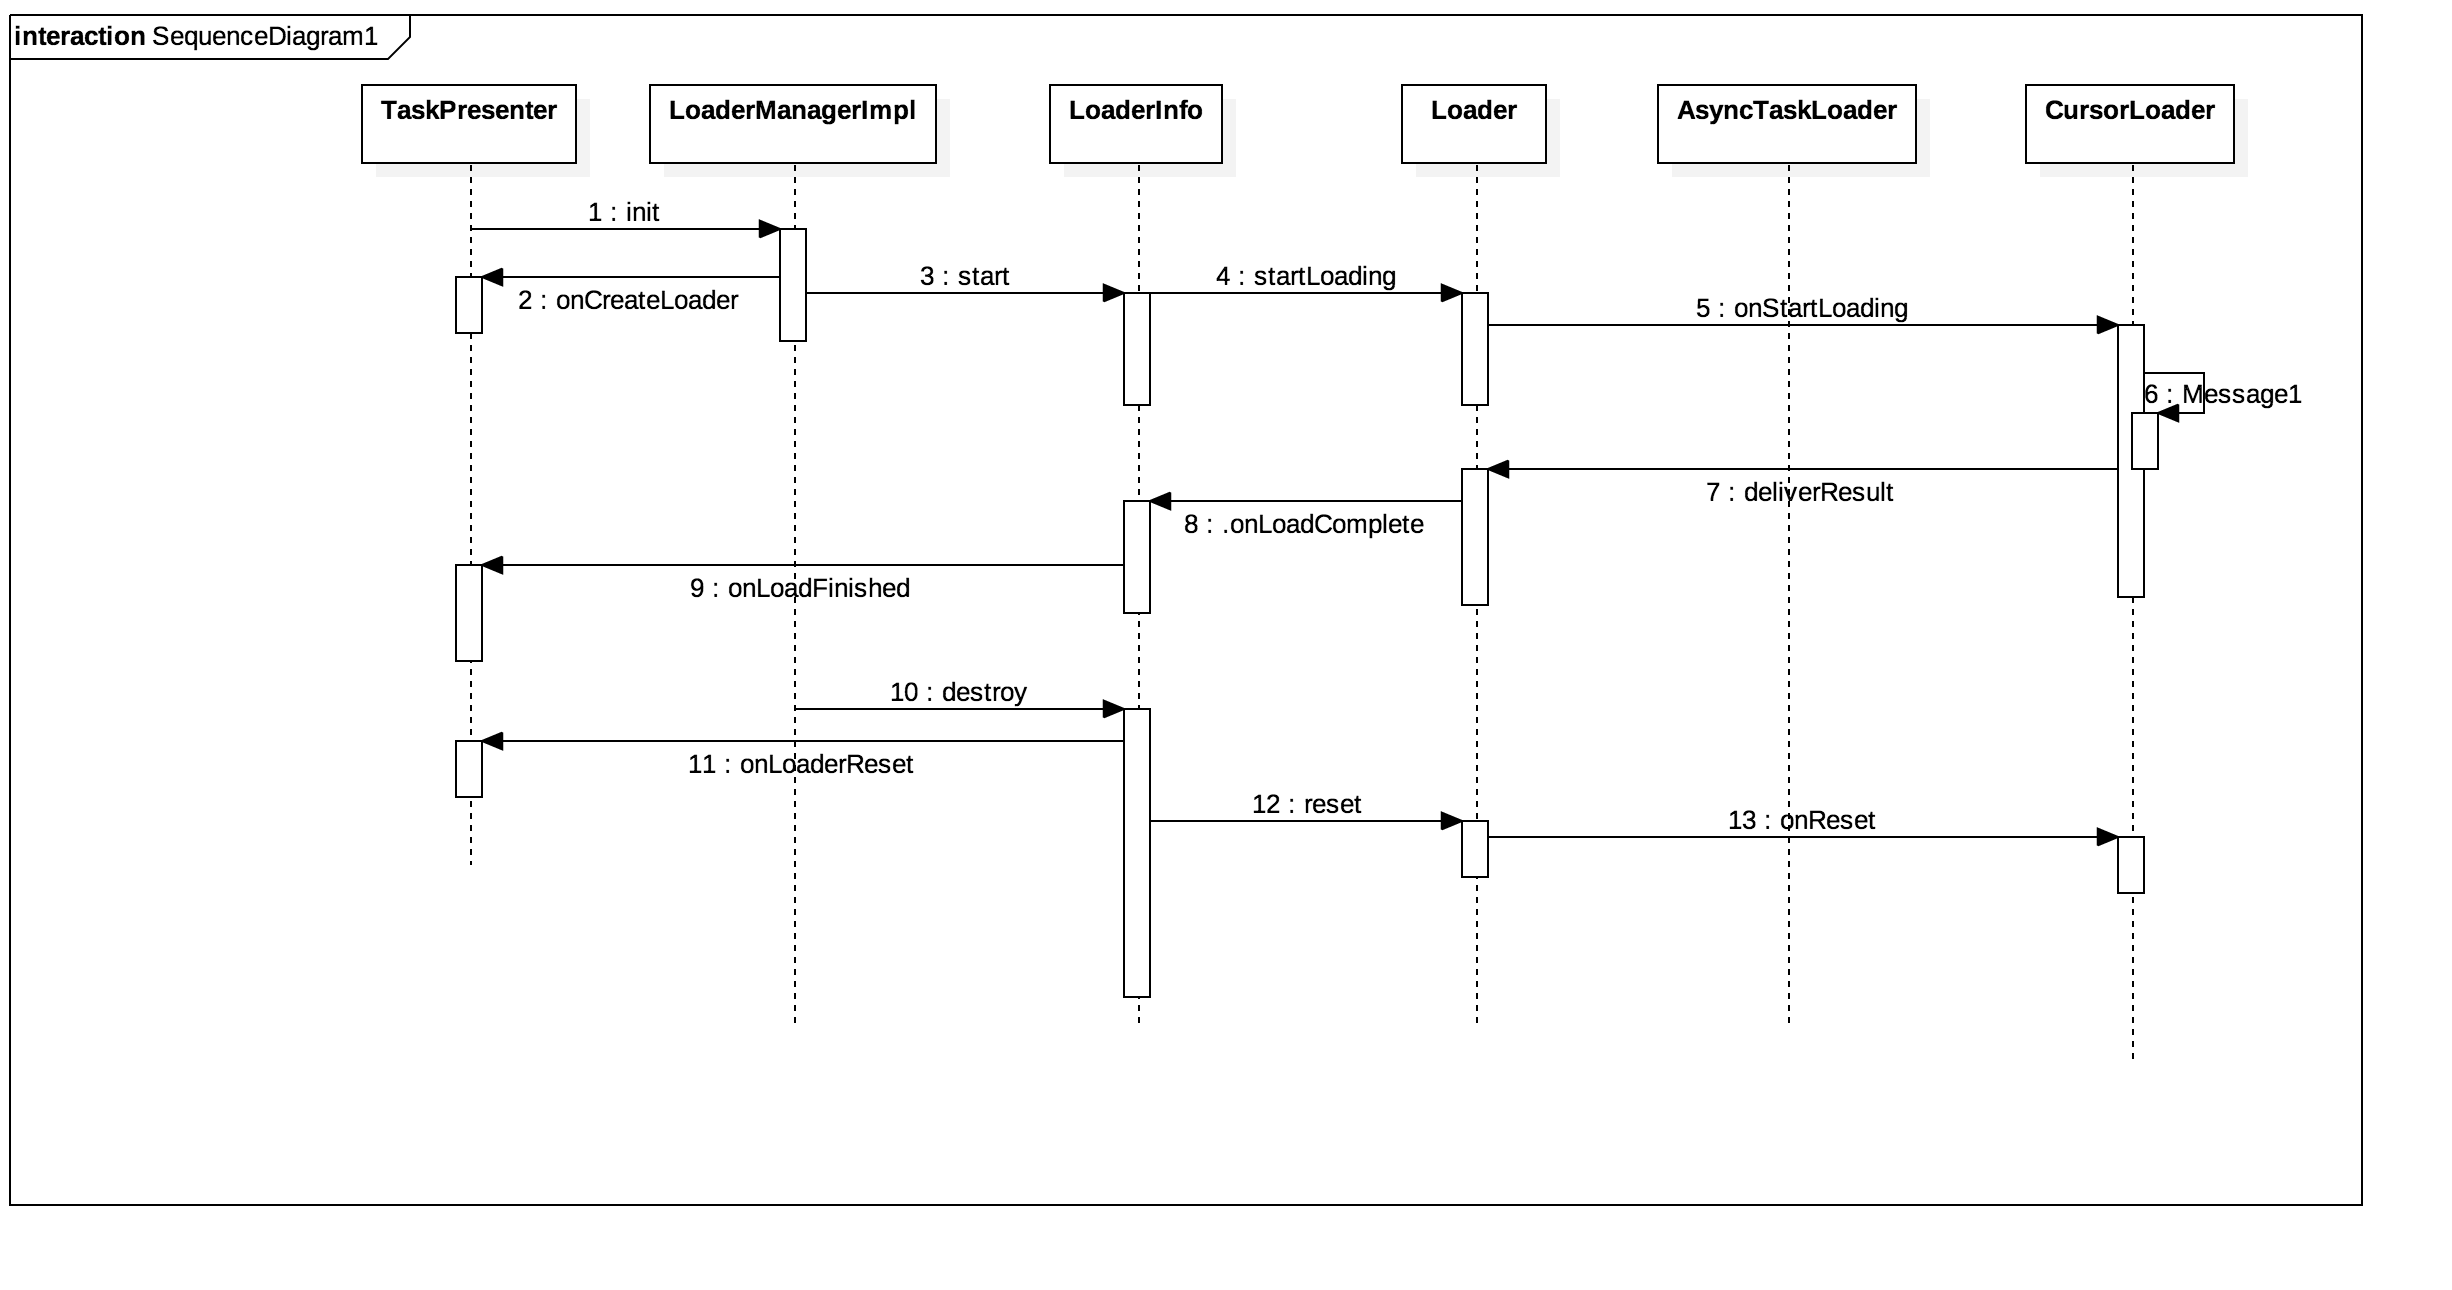 interaction SequenceDiagram1
TaskPresenter
LoaderManagerImpl
LoaderInfo
Loader
AsyncTaskLoader
CursorLoader
1 : init
2 : onCreateLoader
3 : start
4 : startLoading
5 : onStartLoading
6 : Message1
7 : deliverResult
8 : .onLoadComplete
9 : onLoadFinished
10 : destroy
11 : onLoaderReset
12 : reset
13 : onReset